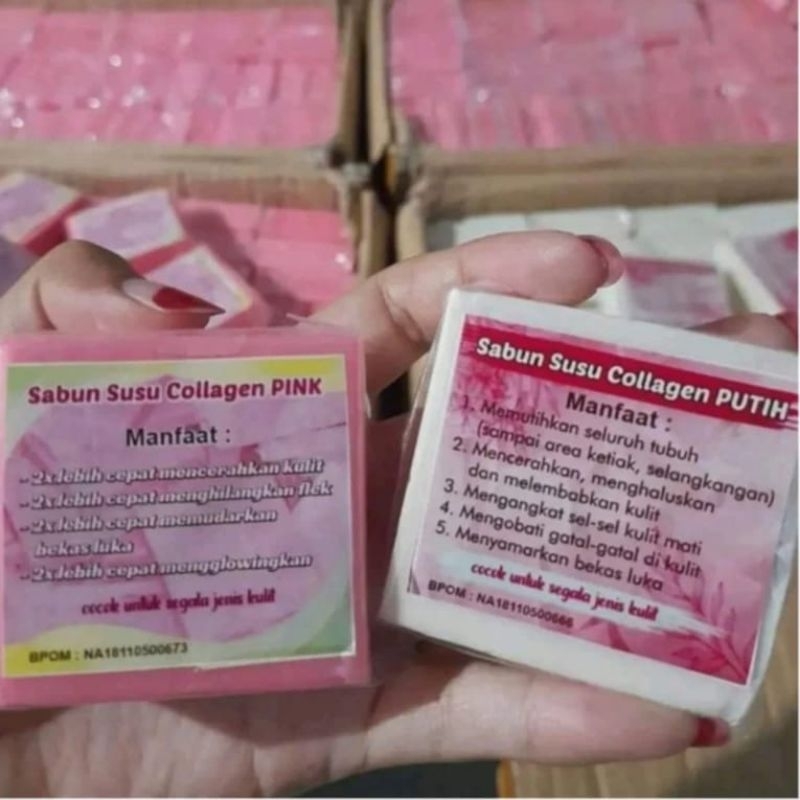 Sabun Susu Collagen PINK
Manfaat :
- 2x lebih cepat mencerahkan kulit
- 2x lebih cepat menghilangkan flek
- 2x lebih cepat memudarkan
bekas luka
- 2x lebih cepat mengglowingkan
cocok untuk segala jenis kulit
BPOM : NA18110500673
Sabun Susu Collagen PUTIH
Manfaat :
1. Memutihkan seluruh tubuh
(sampai area ketiak, selangkangan)
2. Mencerahkan, menghaluskan
dan melembabkan kulit
3. Mengangkat sel-sel kulit mati
4. Mengobati gatal-gatal di kulit
5. Menyamarkan bekas luka
cocok untuk segala jenis kulit
BPOM : NA18110500666